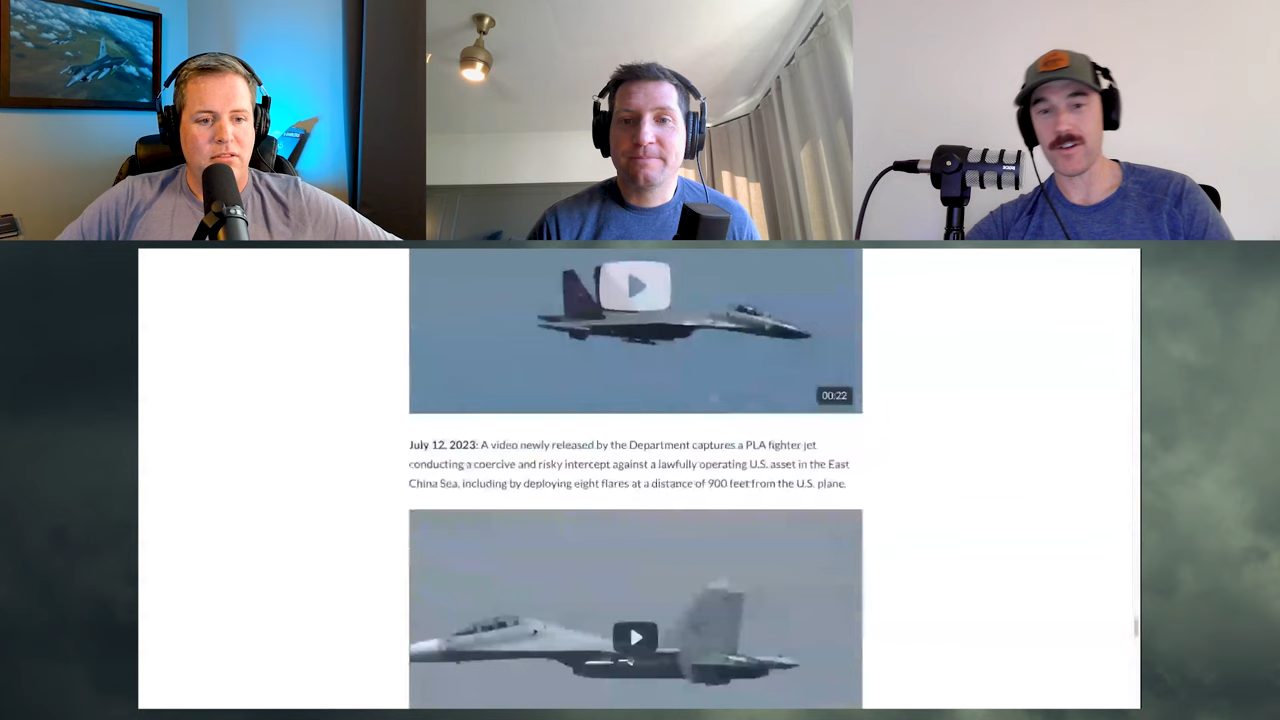 00:22
July 12, 2023: A video newly released by the Department captures a PLA fighter jet
conducting a coercive and risky intercept against a lawfully operating U.S. asset in the East
China Sea, including by deploying eight flares at a distance of 900 feet from the U.S. plane.